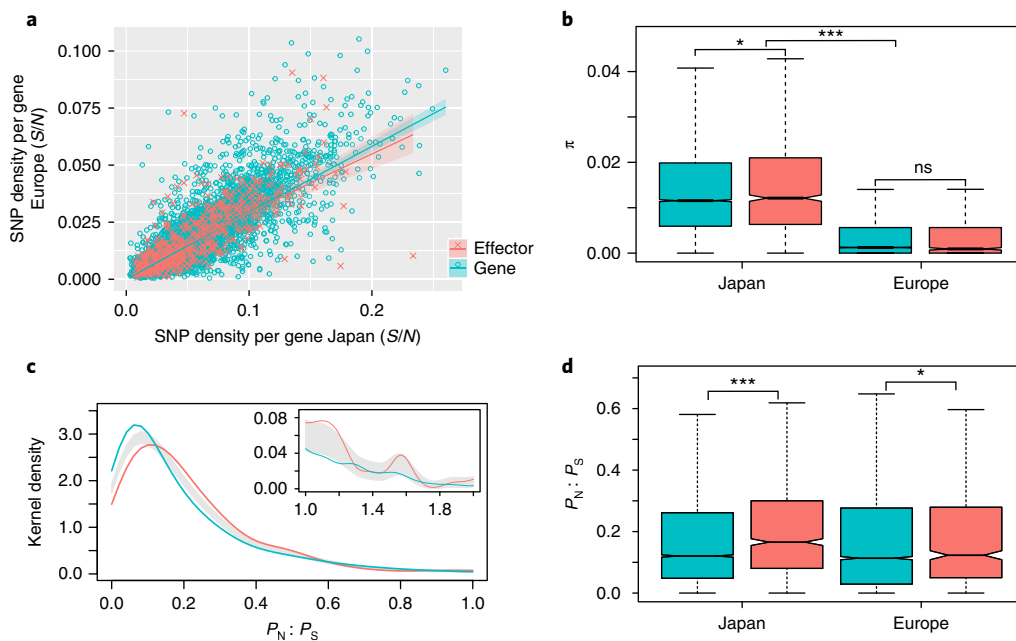 a
0.100
0.075
0.050
0.025
0.000
SNP density per gene
Europe (S/N)
0.0
0.1
0.2
SNP density per gene Japan (S/N)
Effector
Gene
b
* ***
ns
0.04
0.02
0.00
π
Japan
Europe
c
3.0
2.0
1.0
0.0
Kernel density
0.08
0.04
0.00
1.0
1.4
1.8
0.0
0.2
0.4
0.6
0.8
1.0
PN : PS
d
***
*
0.6
0.4
0.2
0.0
PN : PS
Japan
Europe